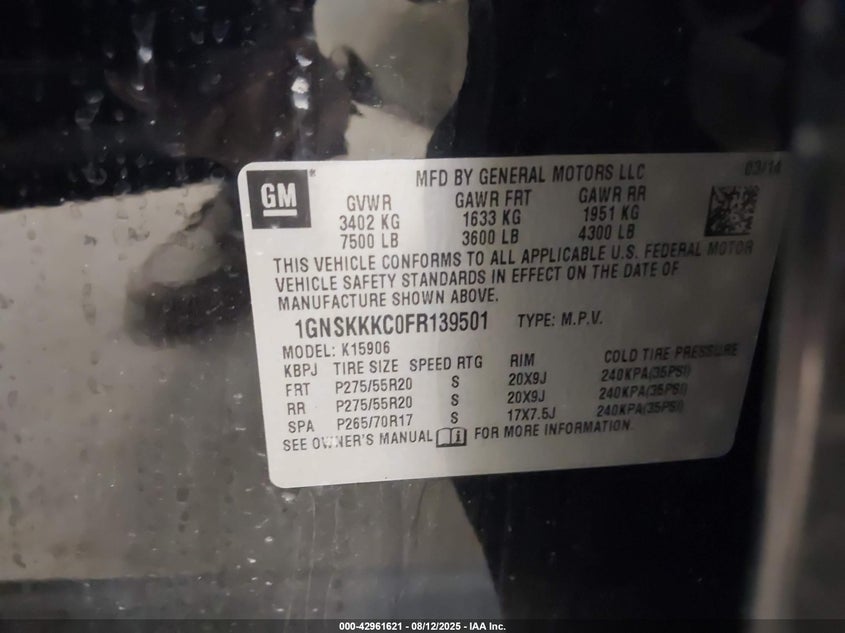 GM
MFD BY GENERAL MOTORS LLC 03/14
GVWR GAWR FRT GAWR RR
3402 KG 1633 KG 1951 KG
7500 LB 3600 LB 4300 LB
THIS VEHICLE CONFORMS TO ALL APPLICABLE U.S. FEDERAL MOTOR
VEHICLE SAFETY STANDARDS IN EFFECT ON THE DATE OF
MANUFACTURE SHOWN ABOVE.
1GNSKKKC0FR139501 TYPE: M.P.V.
MODEL: K15906
KBPJ TIRE SIZE SPEED RTG RIM COLD TIRE PRESSURE
FRT P275/55R20 S 20X9J 240KPA(35PSI)
RR P275/55R20 S 20X9J 240KPA(35PSI)
SPA P265/70R17 S 17X7.5J 240KPA(35PSI)
SEE OWNER'S MANUAL FOR MORE INFORMATION.
000-42961621 - 08/12/2025 - IAA Inc.